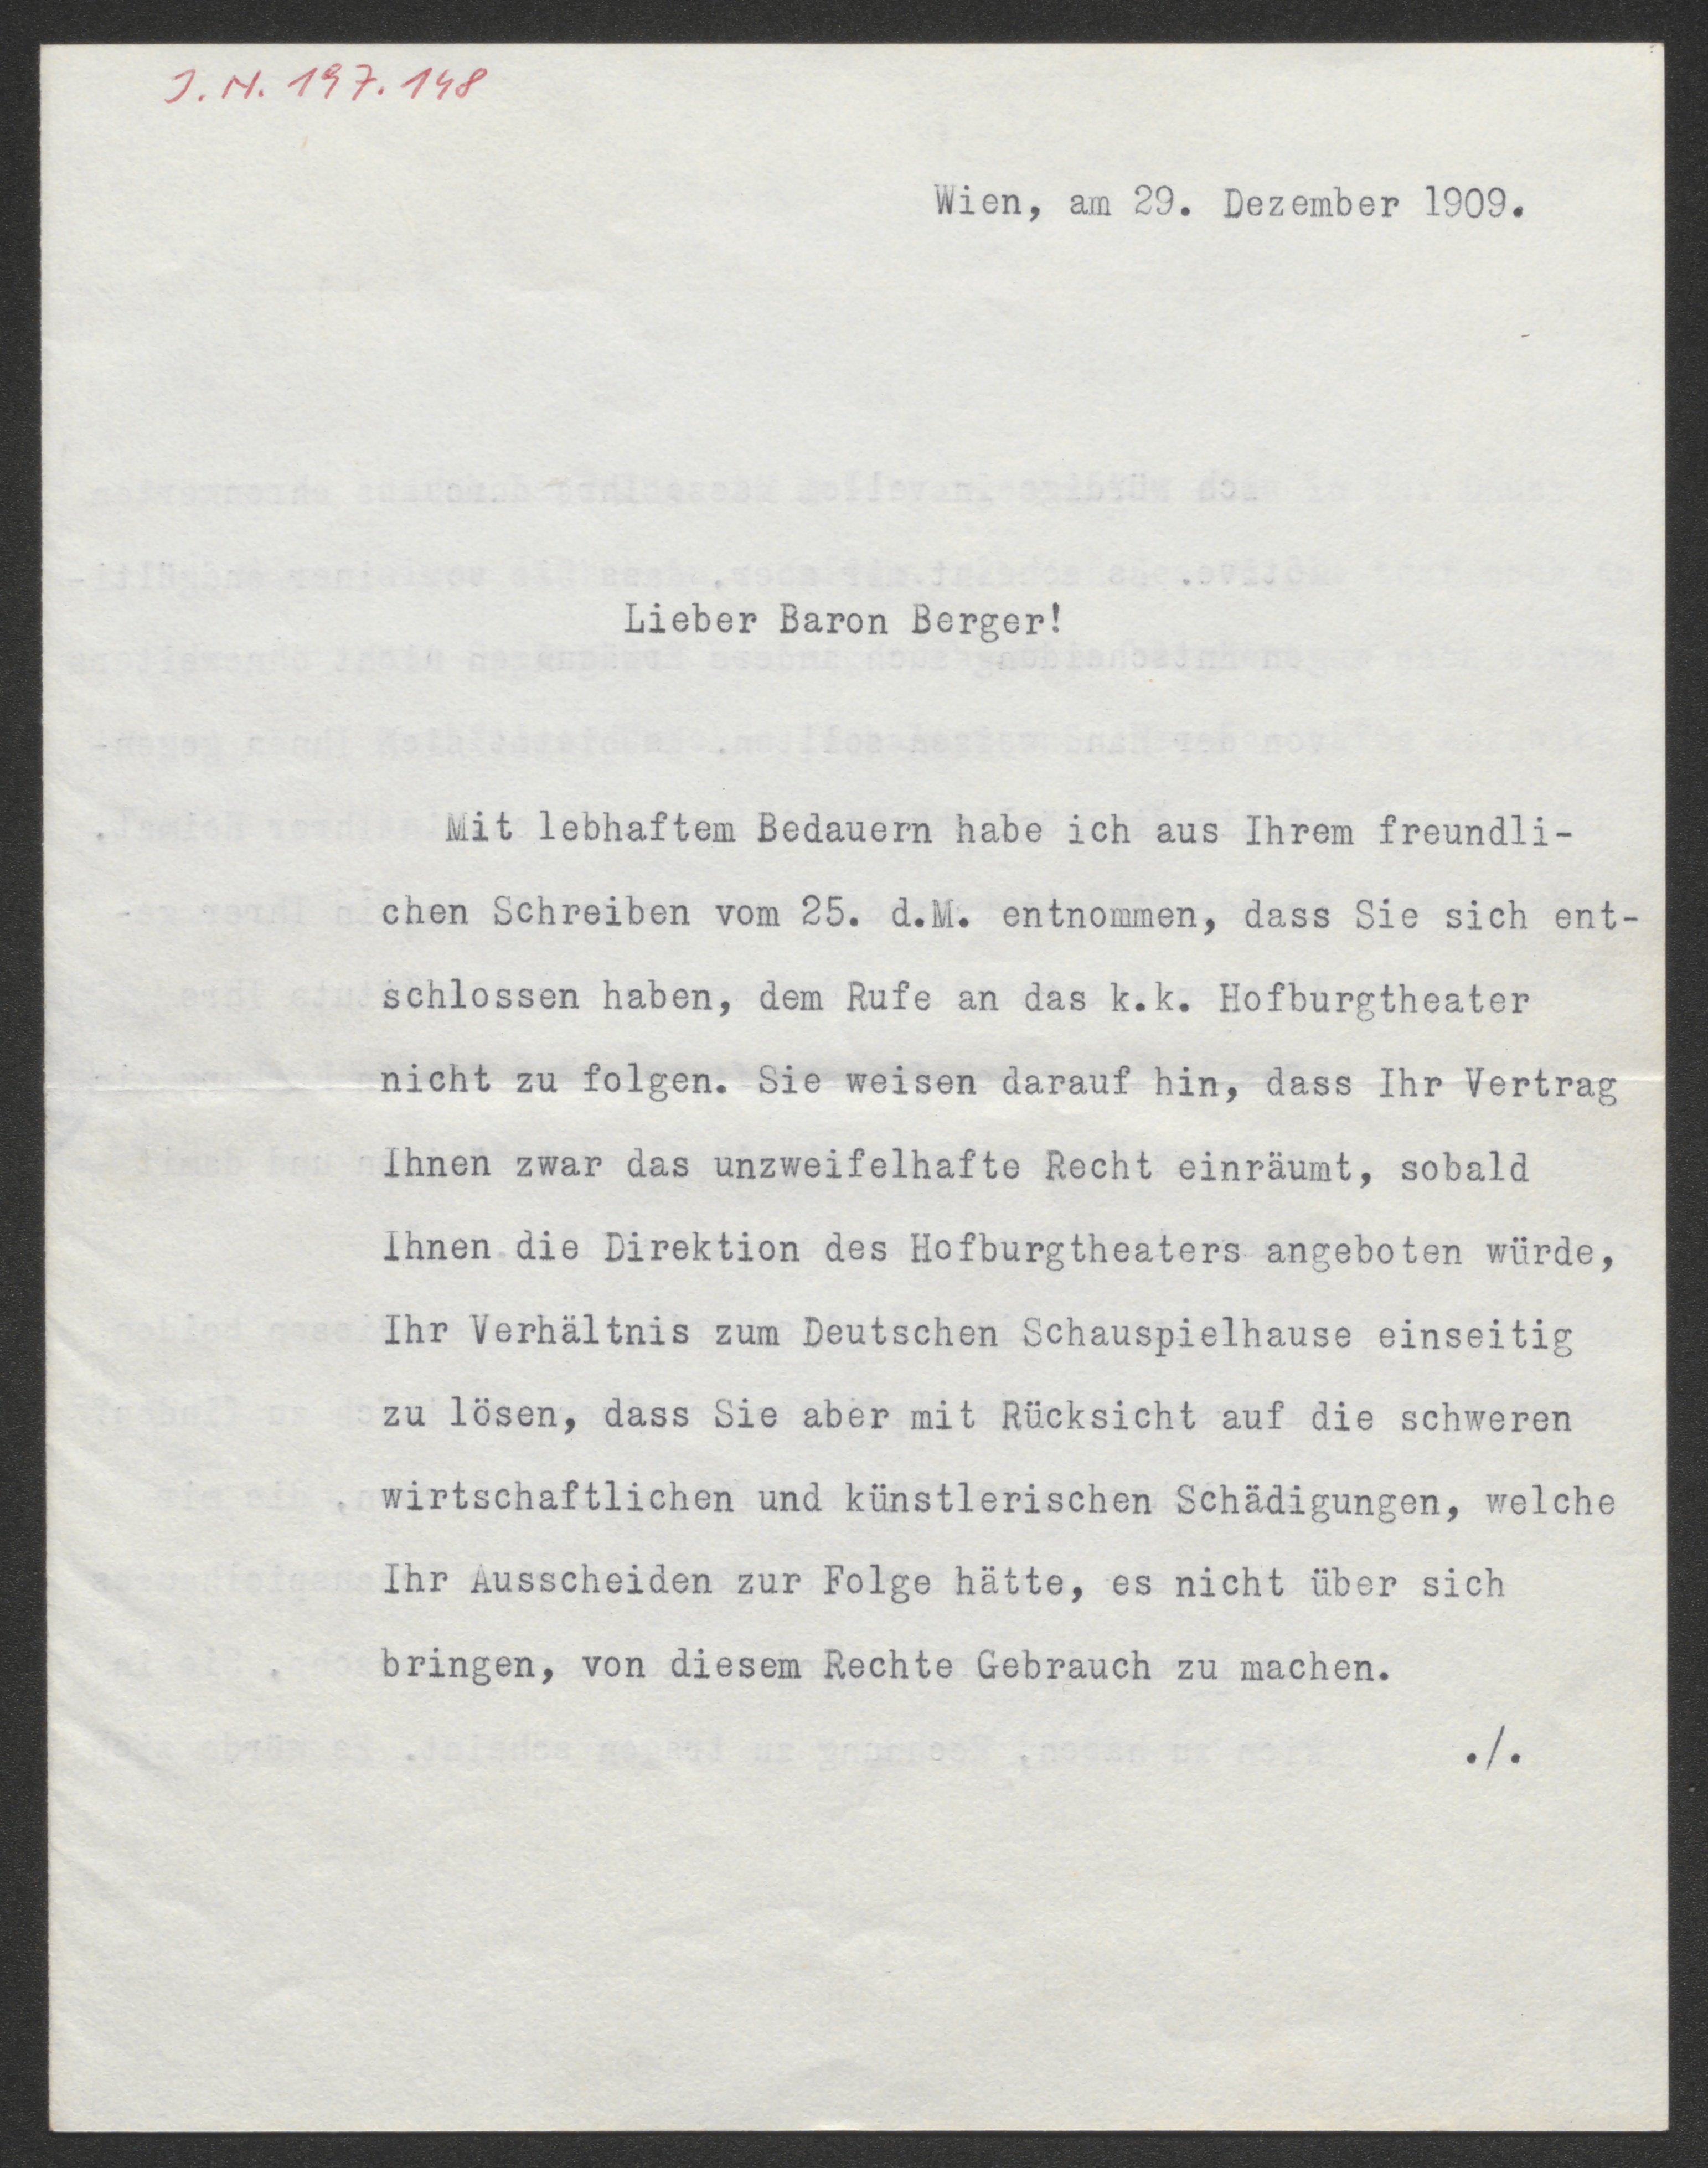 J.N. 197.148
Wien, am 29. Dezember 1909.
Lieber Baron Berger!
Mit lebhaftem Bedauern habe ich aus Ihrem freundli-
chen Schreiben vom 25. d.M. entnommen, dass Sie sich ent-
schlossen haben, dem Rufe an das k.k. Hofburgtheater
nicht zu folgen. Sie weisen darauf hin, dass Ihr Vertrag
Ihnen zwar das unzweifelhafte Recht einräumt, sobald
Ihnen die Direktion des Hofburgtheaters angeboten würde,
Ihr Verhältnis zum Deutschen Schauspielhause einseitig
zu lösen, dass Sie aber mit Rücksicht auf die schweren
wirtschaftlichen und künstlerischen Schädigungen, welche
Ihr Ausscheiden zur Folge hätte, es nicht über sich
bringen, von diesem Rechte Gebrauch zu machen.
./.